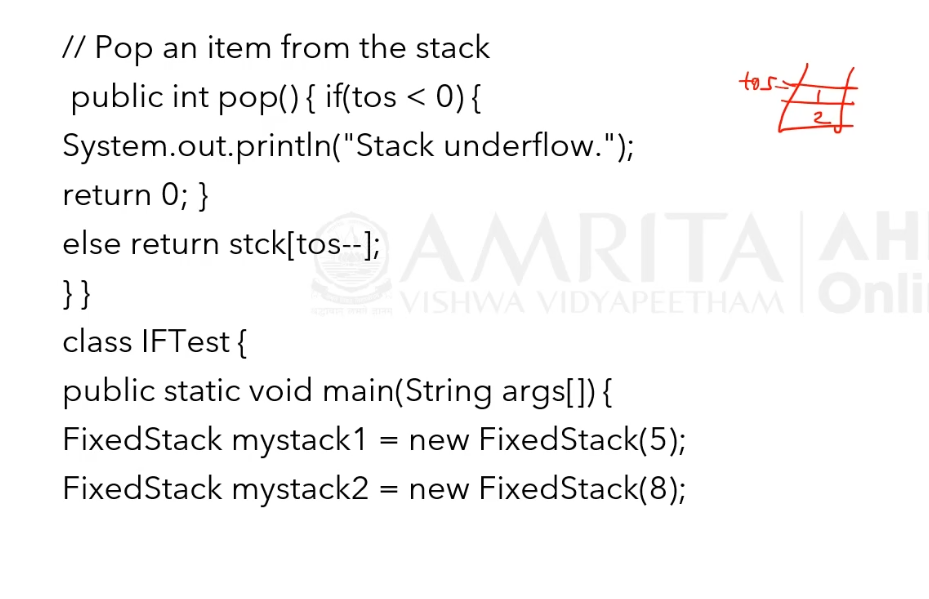 // Pop an item from the stack
public int pop() { if(tos < 0) {
System.out.println("Stack underflow.");
return 0; }
else return stck[tos--];
} }
class IFTest {
public static void main(String args[]) {
FixedStack mystack1 = new FixedStack(5);
FixedStack mystack2 = new FixedStack(8);
tos
1
2
AMRITA
VISHWA VIDYAPEETHAM
AH
Onli